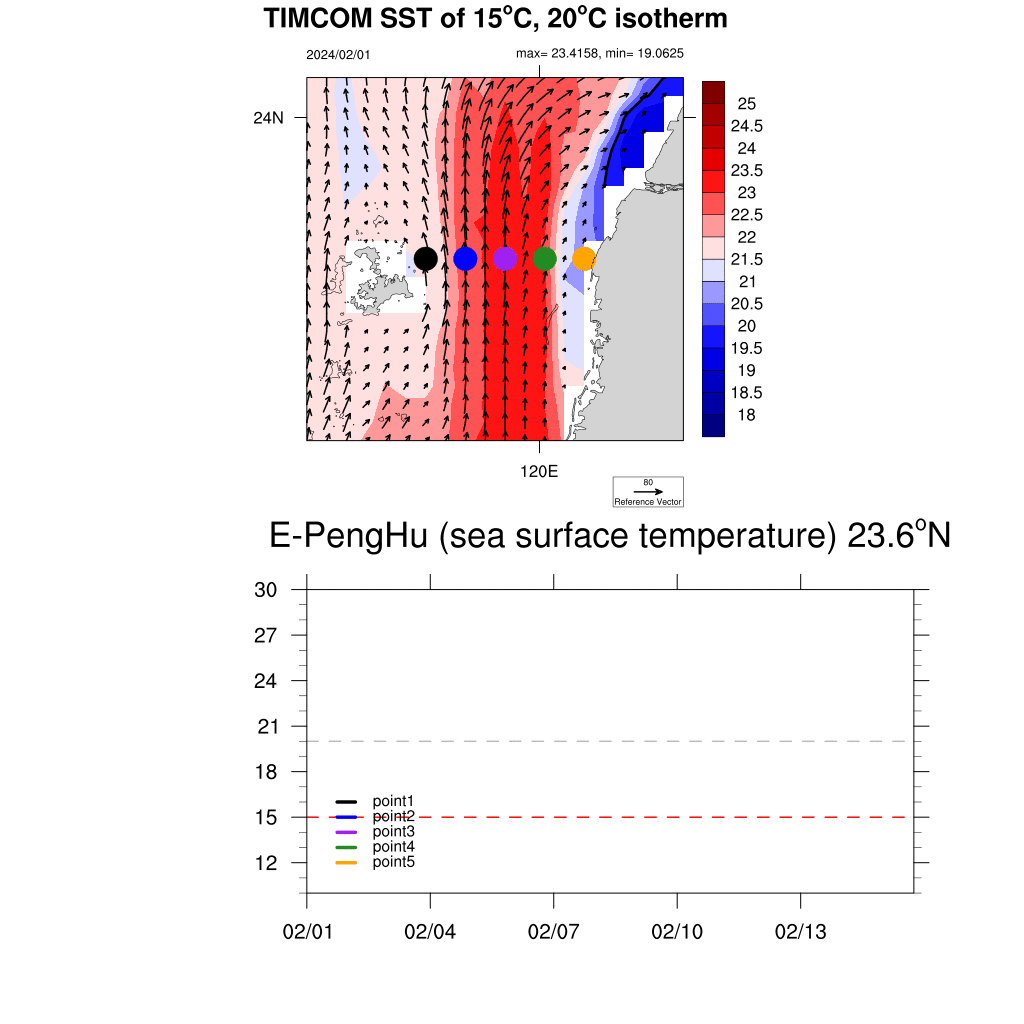 TIMCOM SST of 15°C, 20°C isotherm
2024/02/01
max= 23.4158, min= 19.0625
24N
120E
25
24.5
24
23.5
23
22.5
22
21.5
21
20.5
20
19.5
19
18.5
18
80
Reference Vector
E-PengHu (sea surface temperature) 23.6°N
30
27
24
21
18
15
12
point1
point2
point3
point4
point5
02/01
02/04
02/07
02/10
02/13